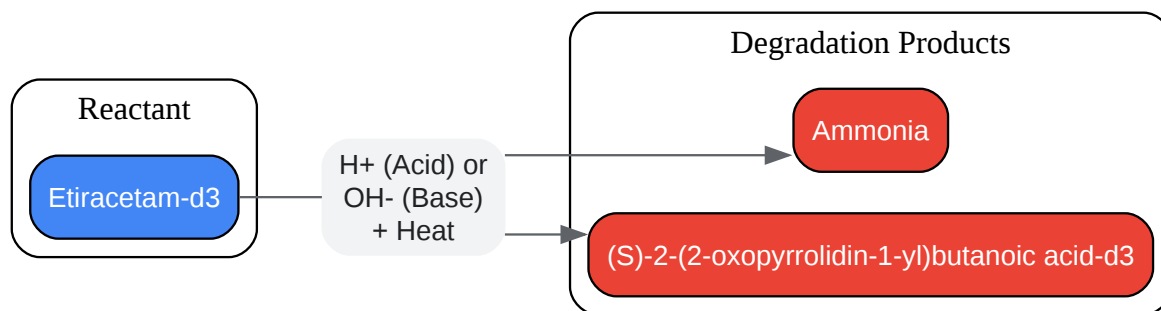 Degradation Products
Reactant
Ammonia
H+ (Acid) or
OH- (Base)
+ Heat
Etiracetam-d3
(S)-2-(2-oxopyrrolidin-1-yl)butanoic acid-d3